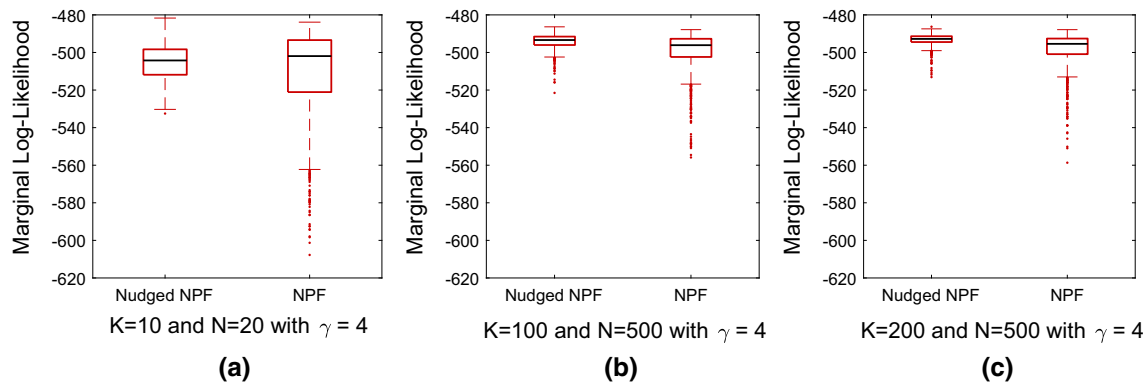 Marginal Log-Likelihood
-480
-500
-520
-540
-560
-580
-600
-620
Nudged NPF NPF
K=10 and N=20 with γ = 4
(a)
Marginal Log-Likelihood
-480
-500
-520
-540
-560
-580
-600
-620
Nudged NPF NPF
K=100 and N=500 with γ = 4
(b)
Marginal Log-Likelihood
-480
-500
-520
-540
-560
-580
-600
-620
Nudged NPF NPF
K=200 and N=500 with γ = 4
(c)